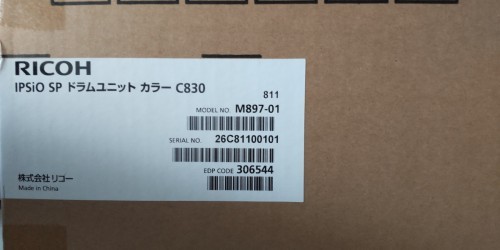 RICOH
IPSiO SP ドラムユニット カラー C830
811
MODEL NO. M897-01
SERIAL NO. 26C81100101
EDP CODE 306544
株式会社リコー
Made in China